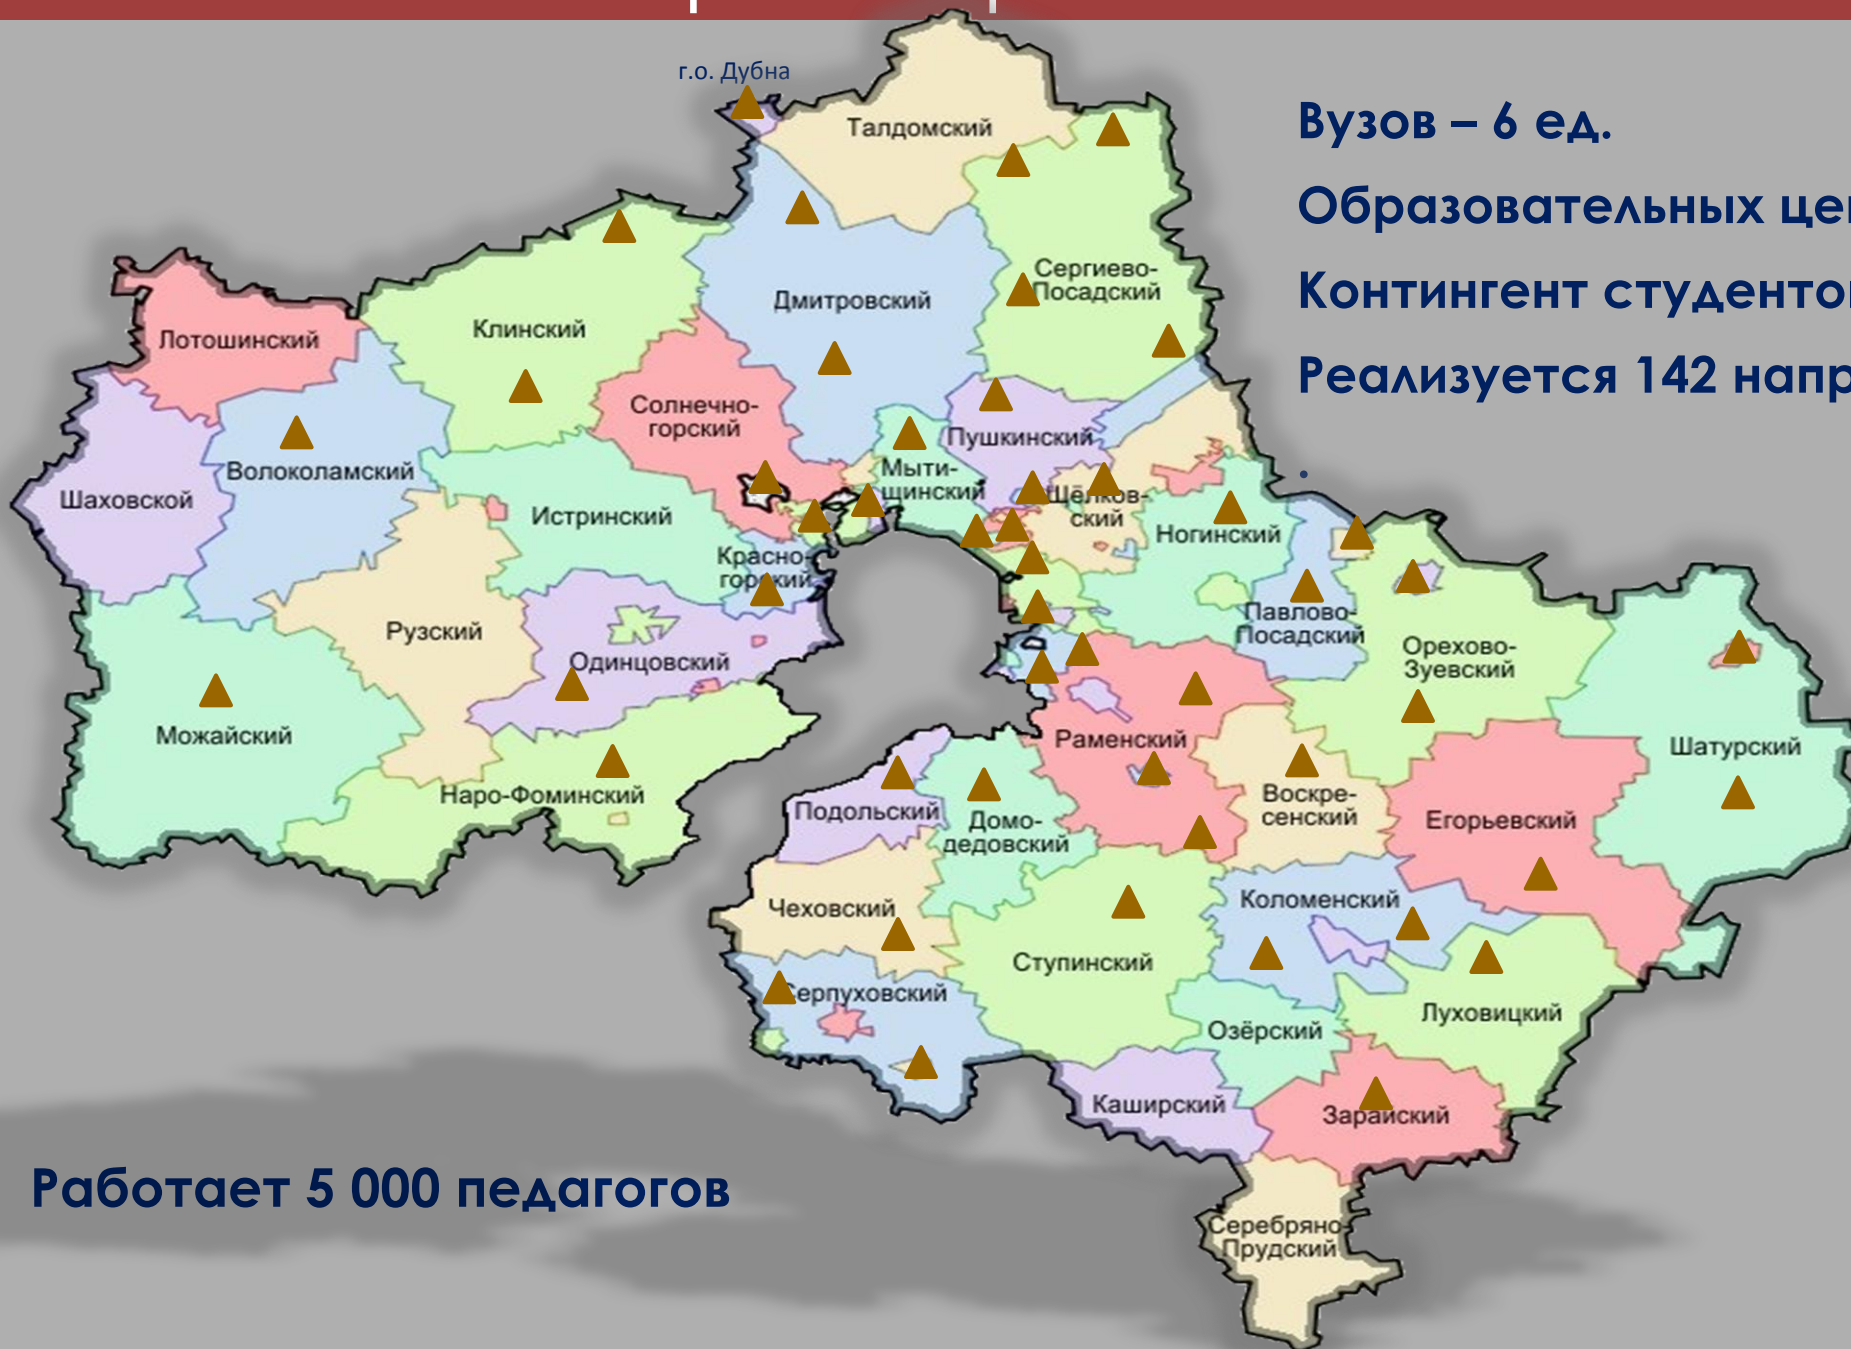 г.о. Дубна
Талдомский
Вузов – 6 ед.
Образовательных
Контингент
Реализуется 142
.
Сергиево-
Посадский
Дмитровский
Клинский
Лотошинский
Солнечно-
горский
Пушкинский
Волоколамский
Мыти-
щинский
Шаховской
Щёлков-
ский
Истринский
Ногинский
Красно-
горский
Павлово-
Посадский
Рузский
Одинцовский
Орехово-
Зуевский
Можайский
Раменский
Шатурский
Наро-Фоминский
Воскре-
сенский
Подольский
Домо-
дедовский
Егорьевский
Коломенский
Чеховский
Ступинский
Серпуховский
Луховицкий
Озёрский
Каширский
Зарайский
Работает 5 000 педагогов
Серебряно-
Прудский